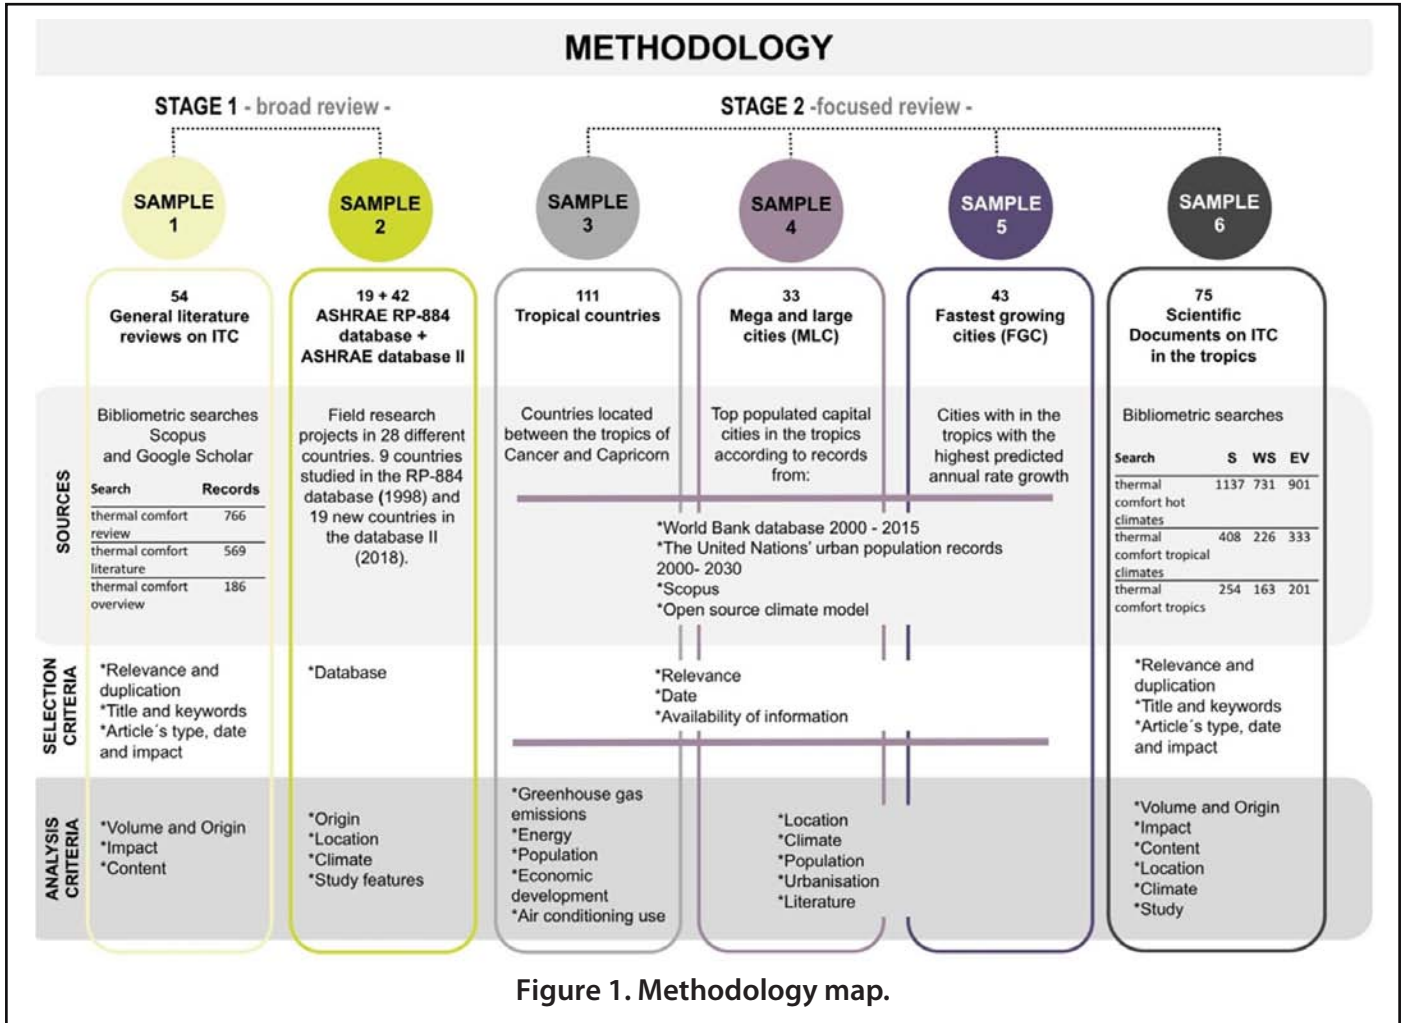 METHODOLOGY
STAGE 1 - broad review -
STAGE 2 -focused review -
SAMPLE
1
SAMPLE
2
SAMPLE
3
SAMPLE
4
SAMPLE
5
SAMPLE
6
54
General literature
reviews on ITC
19 + 42
ASHRAE RP-884
database +
ASHRAE database II
111
Tropical countries
33
Mega and large
cities (MLC)
43
Fastest growing
cities (FGC)
75
Scientific
Documents on ITC
in the tropics
SOURCES
Bibliometric searches
Scopus
and Google Scholar
Search Records
thermal comfort 766
review
thermal comfort 569
literature
thermal comfort 186
overview
Field research
projects in 28 different
countries. 9 countries
studied in the RP-884
database (1998) and
19 new countries in
the database II
(2018).
Countries located
between the tropics of
Cancer and Capricorn
Top populated capital
cities in the tropics
according to records
from:
Cities with in the
tropics with the
highest predicted
annual rate growth
*World Bank database 2000 - 2015
*The United Nations' urban population records
2000- 2030
*Scopus
*Open source climate model
Bibliometric searches
Search S WS EV
thermal 1137 731 901
comfort hot
climates
thermal 408 226 333
comfort tropical
climates
thermal 254 163 201
comfort tropics
SELECTION
CRITERIA
*Relevance and
duplication
*Title and keywords
*Article´s type, date
and impact
*Database
*Relevance
*Date
*Availability of information
*Relevance and
duplication
*Title and keywords
*Article´s type, date
and impact
ANALYSIS
CRITERIA
*Volume and Origin
*Impact
*Content
*Origin
*Location
*Climate
*Study features
*Greenhouse gas
emissions
*Energy
*Population
*Economic
development
*Air conditioning use
*Location
*Climate
*Population
*Urbanisation
*Literature
*Volume and Origin
*Impact
*Content
*Location
*Climate
*Study
Figure 1. Methodology map.